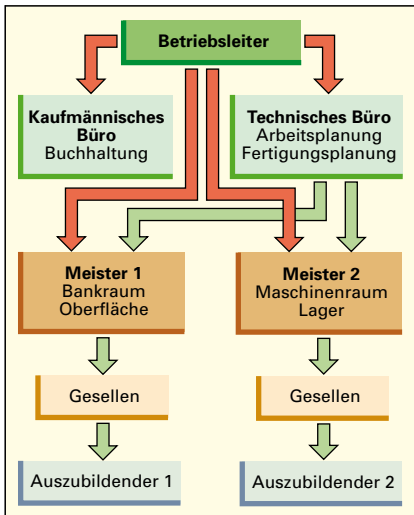 Betriebsleiter
Kaufmännisches
Büro
Buchhaltung
Technisches Büro
Arbeitsplanung
Fertigungsplanung
Meister 1
Bankraum
Oberfläche
Meister 2
Maschinenraum
Lager
Gesellen
Gesellen
Auszubildender 1
Auszubildender 2